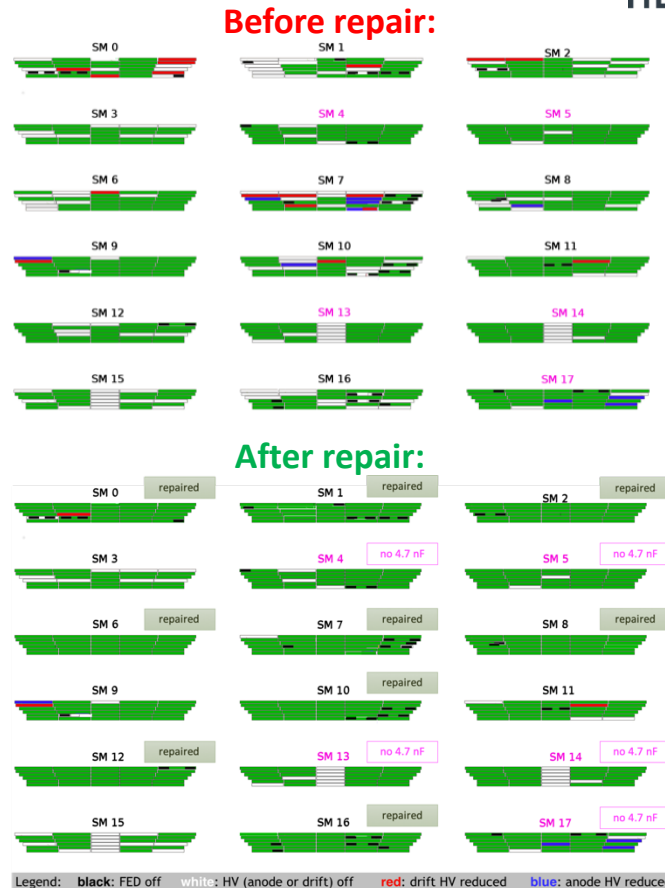 Before repair:
SM 0 SM 1 SM 2
SM 3 SM 4 SM 5
SM 6 SM 7 SM 8
SM 9 SM 10 SM 11
SM 12 SM 13 SM 14
SM 15 SM 16 SM 17
After repair:
SM 0 repaired SM 1 repaired SM 2 repaired
SM 3 SM 4 no 4.7 nF SM 5 no 4.7 nF
SM 6 repaired SM 7 repaired SM 8 repaired
SM 9 SM 10 repaired SM 11
SM 12 repaired SM 13 no 4.7 nF SM 14 no 4.7 nF
SM 15 SM 16 repaired SM 17 no 4.7 nF
Legend: black: FED off white: HV (anode or drift) off red: drift HV reduced blue: anode HV reduce